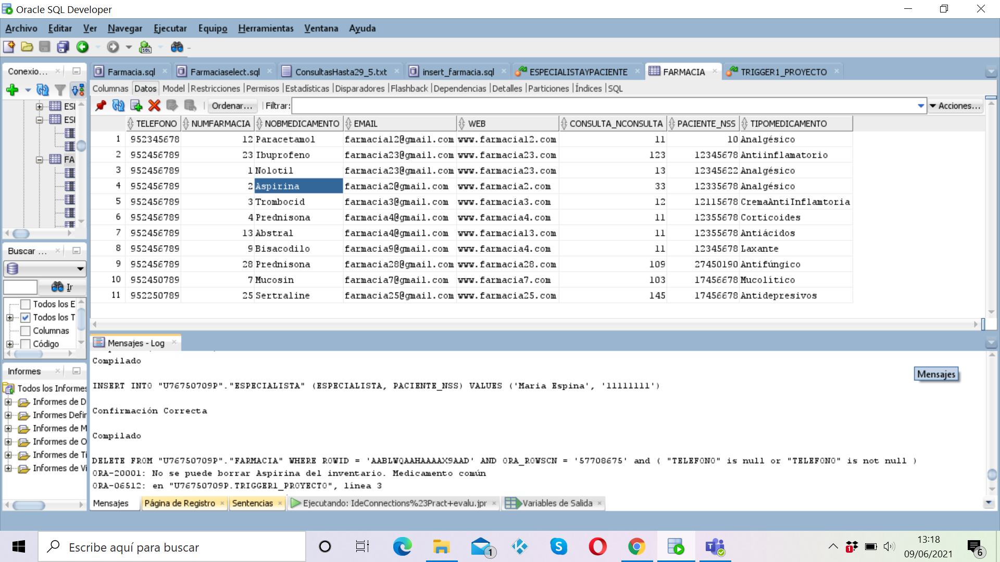 Oracle SQL Developer
Archivo Editar Ver Navegar Ejecutar Equipo Herramientas Ventana Ayuda
Conexio...
Farmacia.sql
Farmaciaselect.sql
ConsultasHasta29_5.txt
insert_farmacia.sql
ESPECIALISTAYPACIENTE
FARMACIA
TRIGGER1_PROYECTO
Columnas Datos Model Restricciones Permisos Estadísticas Disparadores Flashback Dependencias Detalles Particiones Índices SQL
Ordenar... Filtrar: Acciones...
ESI
ESI
FA
TELEFONO NUMFARMACIA NOBMEDICAMENTO EMAIL WEB CONSULTA_NCONSULTA PACIENTE_NSS TIPOMEDICAMENTO
1 952345678 12 Paracetamol farmacia12@gmail.com www.farmacia12.com 11 10 Analgésico
2 952456789 23 Ibuprofeno farmacia23@gmail.com www.farmacia23.com 123 12345678 Antiinflamatorio
3 952456789 1 Nolotil farmacia23@gmail.com www.farmacia23.com 13 12345622 Analgésico
4 952456789 2 Aspirina farmacia2@gmail.com www.farmacia2.com 33 12335678 Analgésico
5 952456789 3 Trombocid farmacia3@gmail.com www.farmacia3.com 12 12115678 CremaAntiInflamtoria
6 952456789 4 Prednisona farmacia4@gmail.com www.farmacia4.com 11 12355678 Corticoides
7 952456789 13 Abstral farmacia4@gmail.com www.farmacia13.com 11 12355678 Antiácidos
8 952456789 9 Bisacodilo farmacia9@gmail.com www.farmacia4.com 11 12345678 Laxante
9 952456789 28 Prednisona farmacia28@gmail.com www.farmacia28.com 109 27450190 Antifúngico
10 952450789 7 Mucosin farmacia7@gmail.com www.farmacia7.com 103 17456678 Mucolítico
11 952250789 25 Sertraline farmacia25@gmail.com www.farmacia25.com 145 17456678 Antidepresivos
Buscar ...
Ir
Todos los E
Todos los T
Columnas
Código
Informes
Todos los Informes
Informes de D
Informes Defin
Informes de M
Informes de O
Informes de Ti
Informes de Vi
Mensajes - Log
Compilado
INSERT INTO "U76750709P"."ESPECIALISTA" (ESPECIALISTA, PACIENTE_NSS) VALUES ('Maria Espina', '11111111')
Confirmación Correcta
Compilado
DELETE FROM "U76750709P"."FARMACIA" WHERE ROWID = 'AABLWQAAHAAAAX9AAD' AND ORA_ROWSCN = '57708675' and ( "TELEFONO" is null or "TELEFONO" is not null )
ORA-20001: No se puede borrar Aspirina del inventario. Medicamento común
ORA-06512: en "U76750709P.TRIGGER1_PROYECTO", línea 3
Mensajes
Mensajes
Página de Registro
Sentencias
Ejecutando: IdeConnections%23Pract+evalu.jpr
Variables de Salida
Escribe aquí para buscar
1
1
13:18
09/06/2021
6